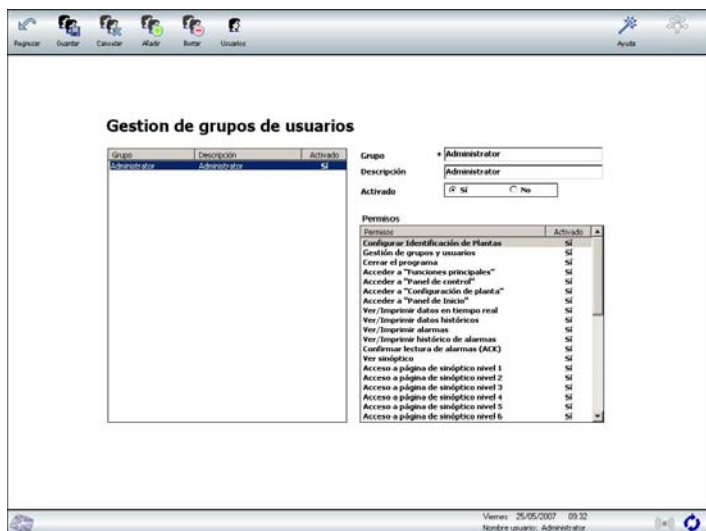 Regresar Guardar Cancelar Añadir Borrar Usuarios Ayuda
Gestion de grupos de usuarios
Grupo Descripción Activado
Administrator Administrator Sí
Grupo + Administrator
Descripción Administrator
Activado Sí No
Permisos
Permisos Activado
Configurar Identificación de Plantas Sí
Gestión de grupos y usuarios Sí
Cerrar el programa Sí
Acceder a "Funciones principales" Sí
Acceder a "Panel de control" Sí
Acceder a "Configuración de planta" Sí
Acceder a "Panel de Inicio" Sí
Ver/Imprimir datos en tiempo real Sí
Ver/Imprimir datos históricos Sí
Ver/Imprimir alarmas Sí
Ver/Imprimir histórico de alarmas Sí
Confirmar lectura de alarmas (ACK) Sí
Ver sinóptico Sí
Acceso a página de sinóptico nivel 1 Sí
Acceso a página de sinóptico nivel 2 Sí
Acceso a página de sinóptico nivel 3 Sí
Acceso a página de sinóptico nivel 4 Sí
Acceso a página de sinóptico nivel 5 Sí
Acceso a página de sinóptico nivel 6 Sí
Viernes 25/05/2007 09:32
Nombre usuario: Administrator